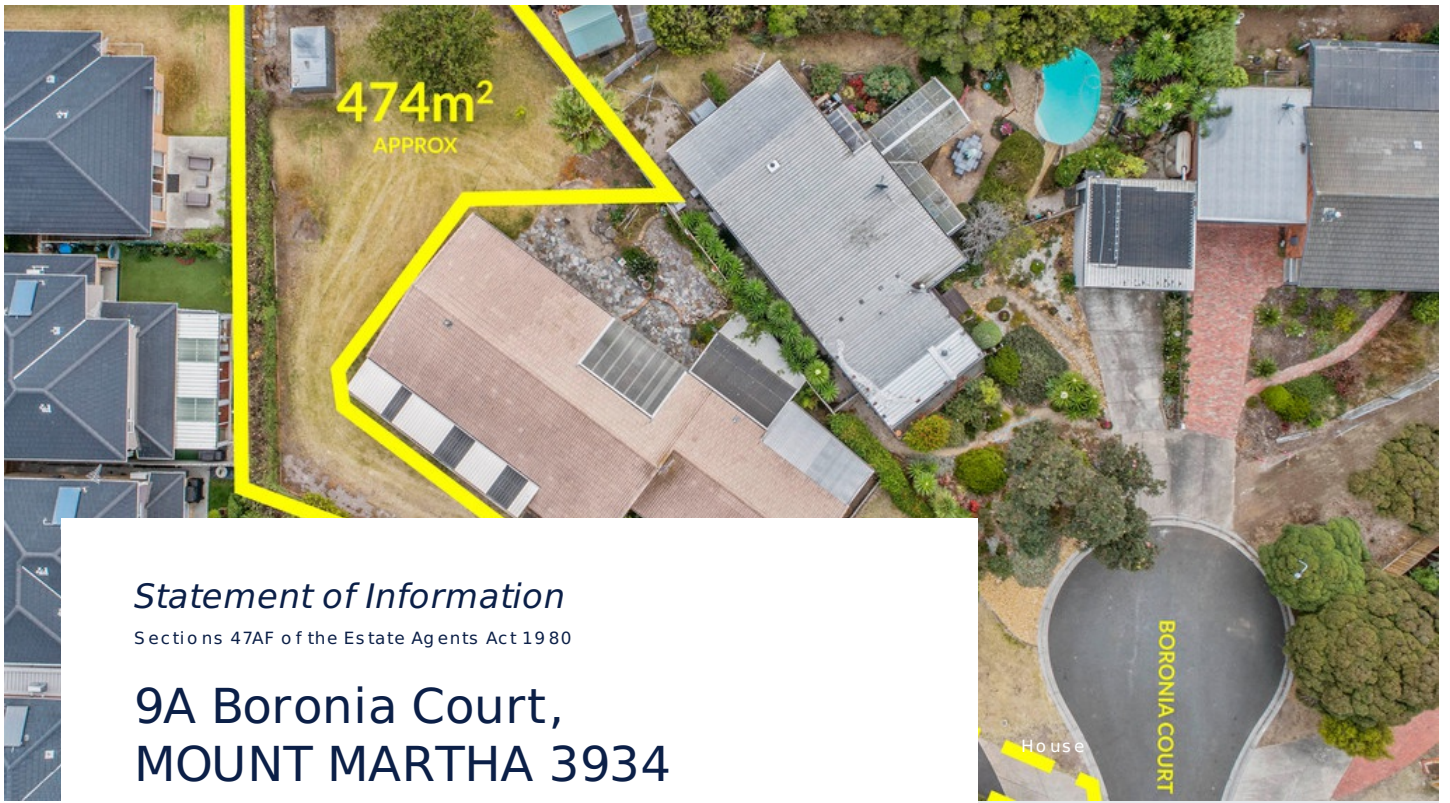 474m²
APPROX
Statement of Information
Sections 47AF of the Estate Agents Act 1980
9A Boronia Court,
MOUNT MARTHA 3934
House
BORONIA COURT